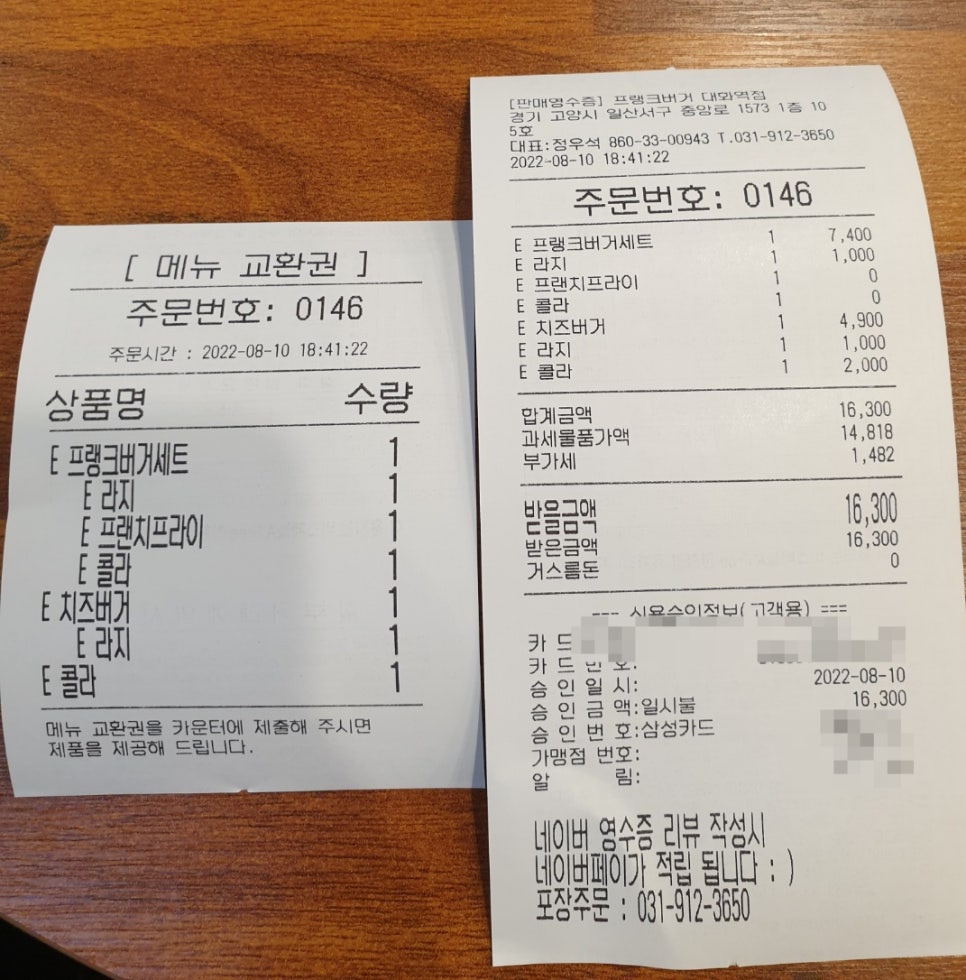 [ 메뉴 교환권 ]
주문번호: 0146
주문시간 : 2022-08-10 18:41:22
상품명 수량
E 프랭크버거세트 1
E 라지 1
E 프랜치프라이 1
E 콜라 1
E 치즈버거 1
E 라지 1
E 콜라 1
메뉴 교환권을 카운터에 제출해 주시면
제품을 제공해 드립니다.
[판매영수증] 프랭크버거 대화역점
경기 고양시 일산서구 중앙로 1573 1층 10
5호
대표:정우석 860-33-00943 T.031-912-3650
2022-08-10 18:41:22
주문번호: 0146
E 프랭크버거세트 1 7,400
E 라지 1 1,000
E 프랜치프라이 1 0
E 콜라 1 0
E 치즈버거 1 4,900
E 라지 1 1,000
E 콜라 1 2,000
합계금액 16,300
과세물품가액 14,818
부가세 1,482
받을금액 16,300
받은금액 16,300
거스름돈 0
=== 신용승인정보(고객용) ===
카 드
카 드 번 호:
승 인 일 시: 2022-08-10
승 인 금 액:일시불 16,300
승 인 번 호:삼성카드
가맹점 번호:
알 림:
네이버 영수증 리뷰 작성시
네이버페이가 적립 됩니다 : )
포장주문 : 031-912-3650